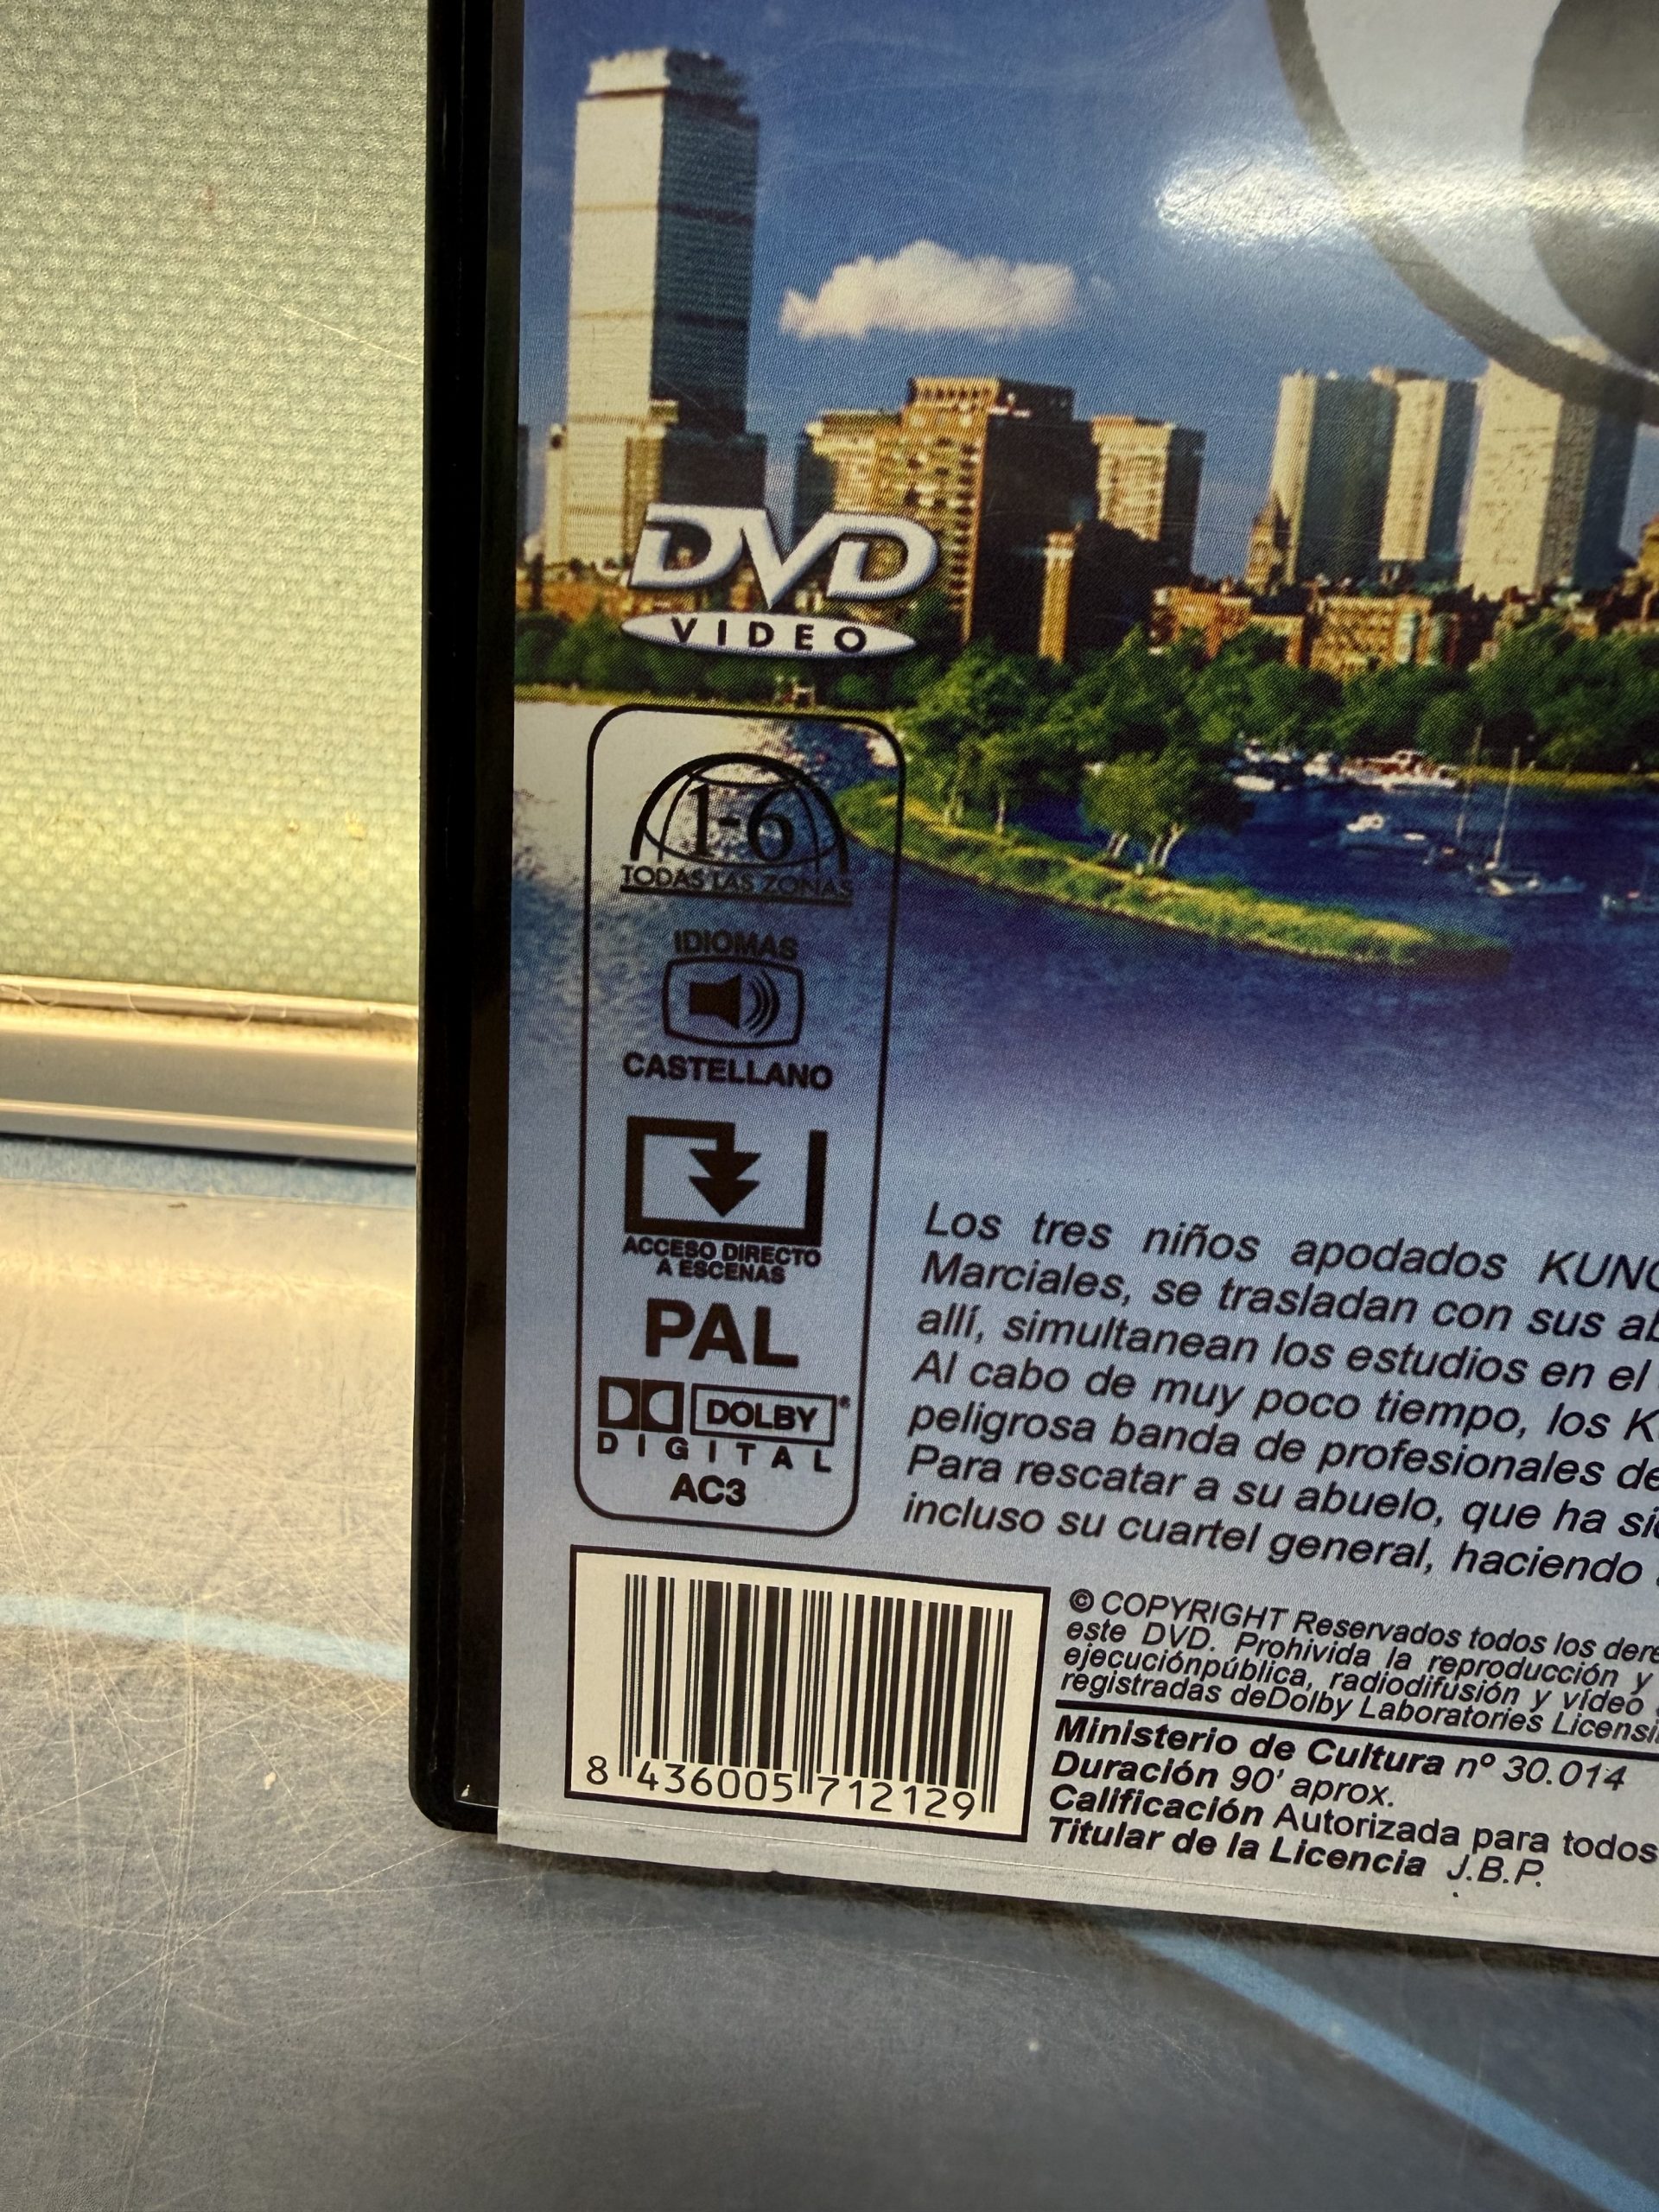 DVD
VIDEO
1-6
TODAS LAS ZONAS
IDIOMAS
CASTELLANO
ACCESO DIRECTO
A ESCENAS
PAL
DOLBY
DIGITAL
AC3
Los tres niños apodados KUNG
Marciales, se trasladan con sus
allí, simultanean los estudios en el
Al cabo de muy poco tiempo, los
peligrosa banda de profesionales
Para rescatar a su abuelo, que ha
incluso su cuartel general, haciendo
© COPYRIGHT Reservados todos los
este DVD. Prohivida la reproducción y
ejecuciónpública, radiodifusión y vídeo
registradas deDolby Laboratories
Ministerio de Cultura nº 30.014
Duración 90' aprox.
Calificación Autorizada para todos
Titular de la Licencia J.B.P.
8 436005 712129